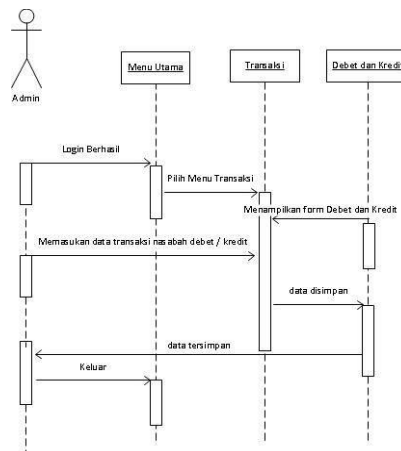 Menu Utama
Transaksi
Debet dan Kredit
Admin
Login Berhasil
Pilih Menu Transaksi
Menampilkan form Debet dan Kredit
Memasukan data transaksi nasabah debet / kredit
data disimpan
data tersimpan
Keluar